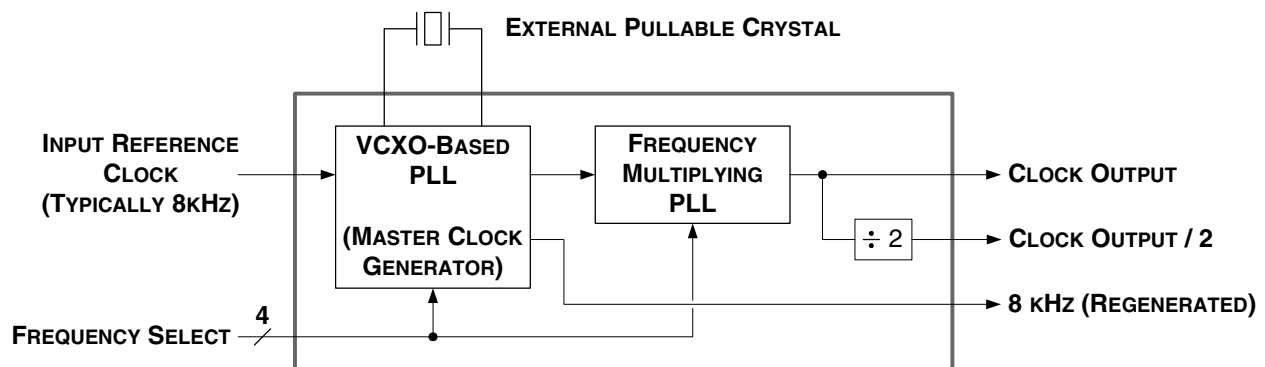 EXTERNAL PULLABLE CRYSTAL
INPUT REFERENCE
CLOCK
(TYPICALLY 8KHZ)
VCXO-BASED
PLL
(MASTER CLOCK
GENERATOR)
FREQUENCY
MULTIPLYING
PLL
CLOCK OUTPUT
÷ 2
CLOCK OUTPUT / 2
8 KHZ (REGENERATED)
4
FREQUENCY SELECT